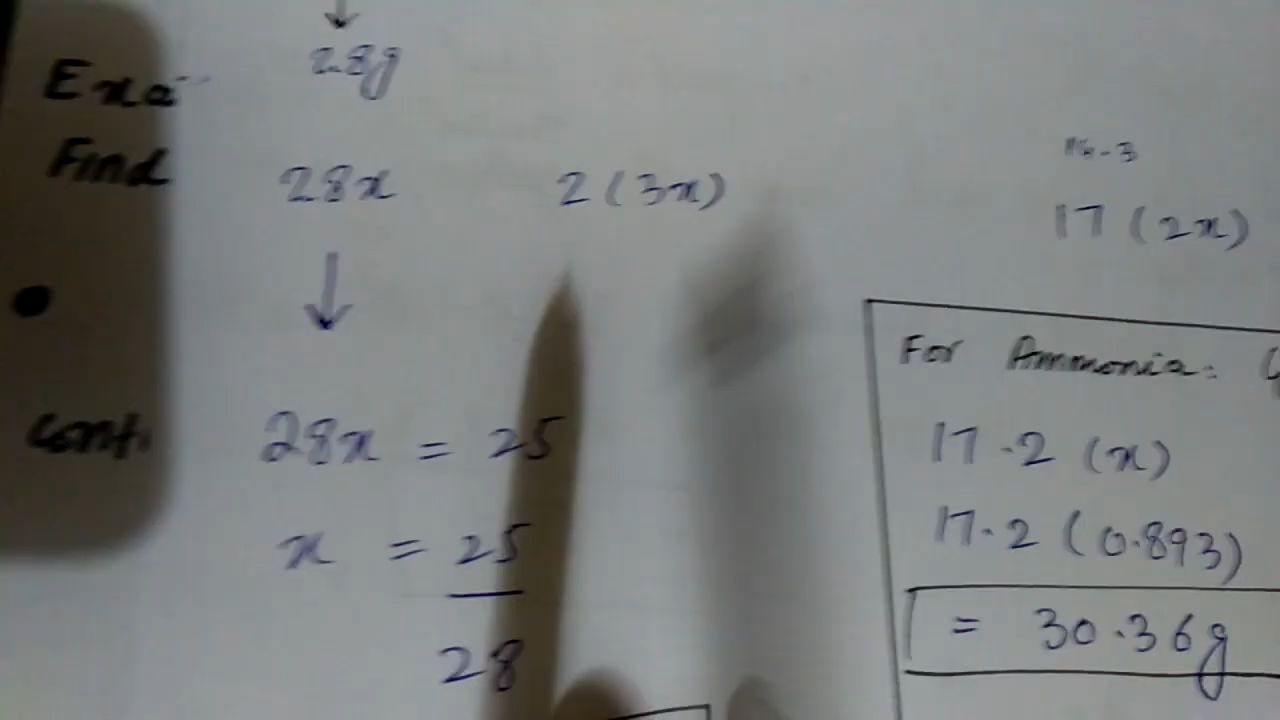 28g
Find
28x 2(3x) 17(2x)
For Ammonia:
28x = 25
17.2(x)
x = 25
28
17.2(0.893)
= 30.36g